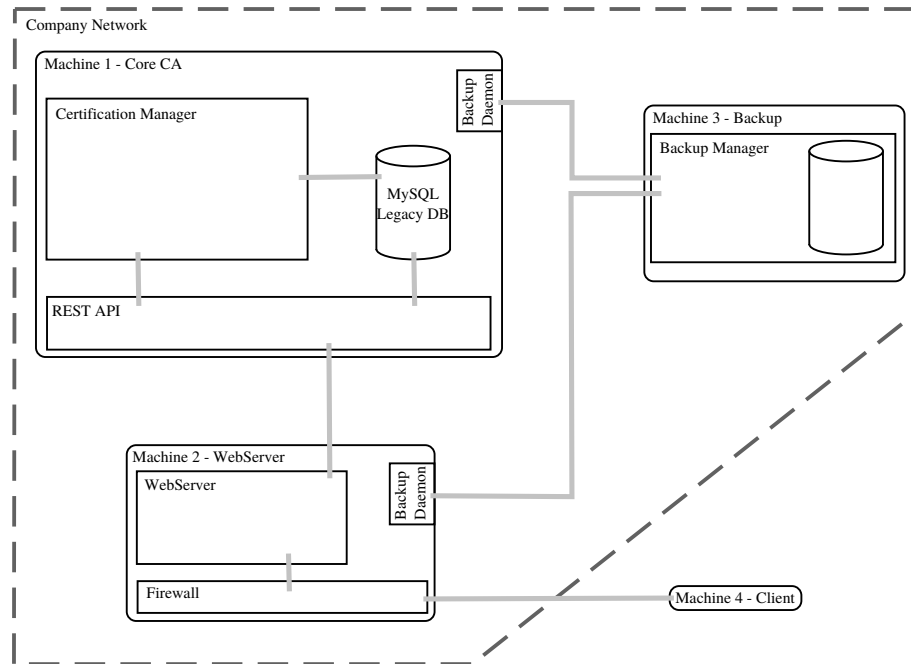 Company Network
Machine 1 - Core CA
Backup
Daemon
Certification Manager
MySQL
Legacy DB
REST API
Machine 3 - Backup
Backup Manager
Machine 2 - WebServer
WebServer
Backup
Daemon
Firewall
Machine 4 - Client